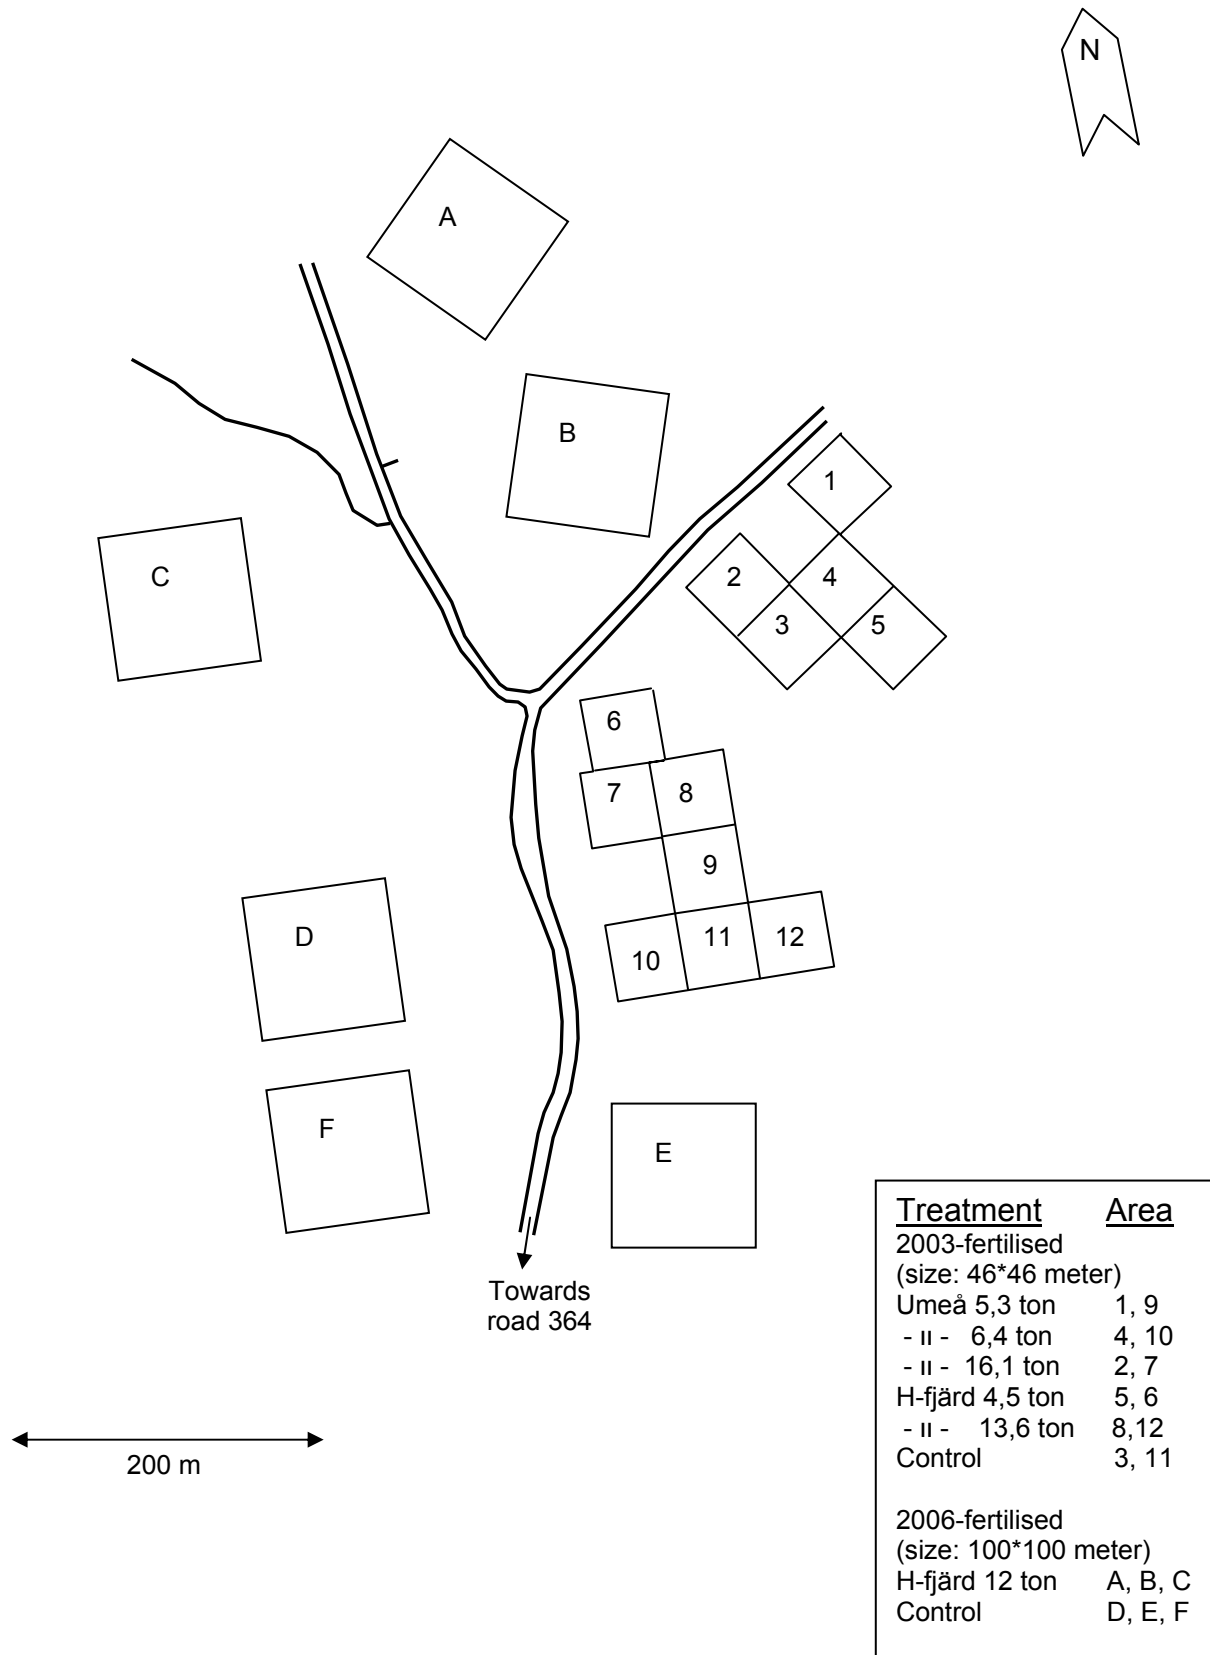 N
A
B
1
C
2
4
3
5
6
7
8
9
D
11
12
10
F
E
Towards
road 364
200 m
Treatment Area
2003-fertilised
(size: 46*46 meter)
Umeå 5,3 ton 1, 9
- ıı - 6,4 ton 4, 10
- ıı - 16,1 ton 2, 7
H-fjärd 4,5 ton 5, 6
- ıı - 13,6 ton 8,12
Control 3, 11
2006-fertilised
(size: 100*100 meter)
H-fjärd 12 ton A, B, C
Control D, E, F